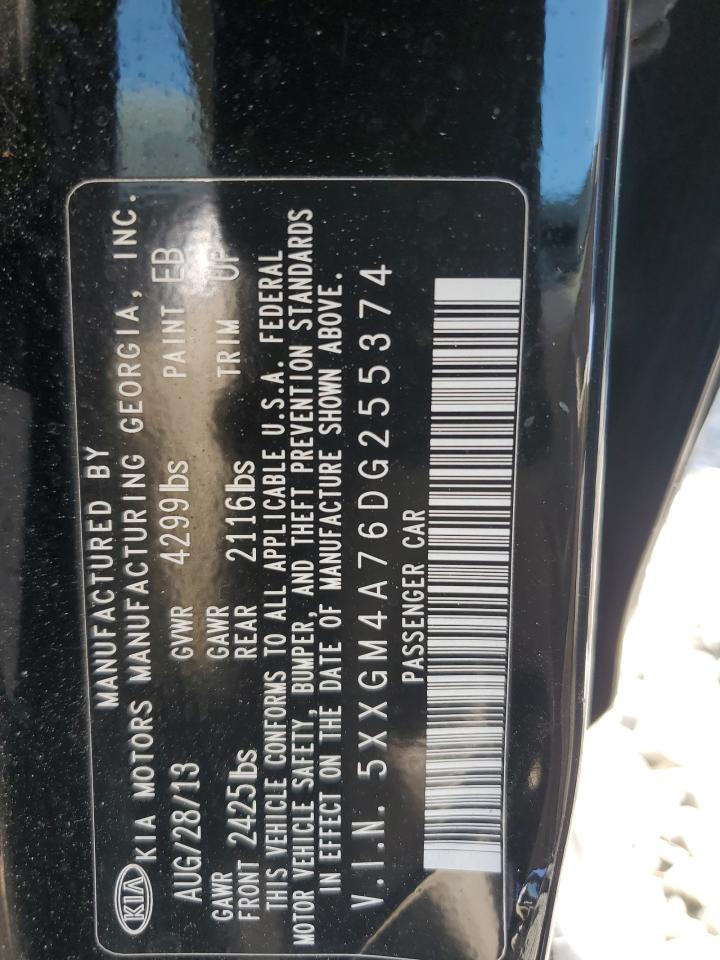 MANUFACTURED BY
KIA KIA MOTORS MANUFACTURING GEORGIA, INC.
AUG/28/13 GVWR 4299lbs PAINT EB
GAWR FRONT 2425lbs GAWR REAR 2116lbs TRIM UP
THIS VEHICLE CONFORMS TO ALL APPLICABLE U.S.A. FEDERAL
MOTOR VEHICLE SAFETY, BUMPER, AND THEFT PREVENTION STANDARDS
IN EFFECT ON THE DATE OF MANUFACTURE SHOWN ABOVE.
V.I.N. 5XXGM4A76DG255374
PASSENGER CAR